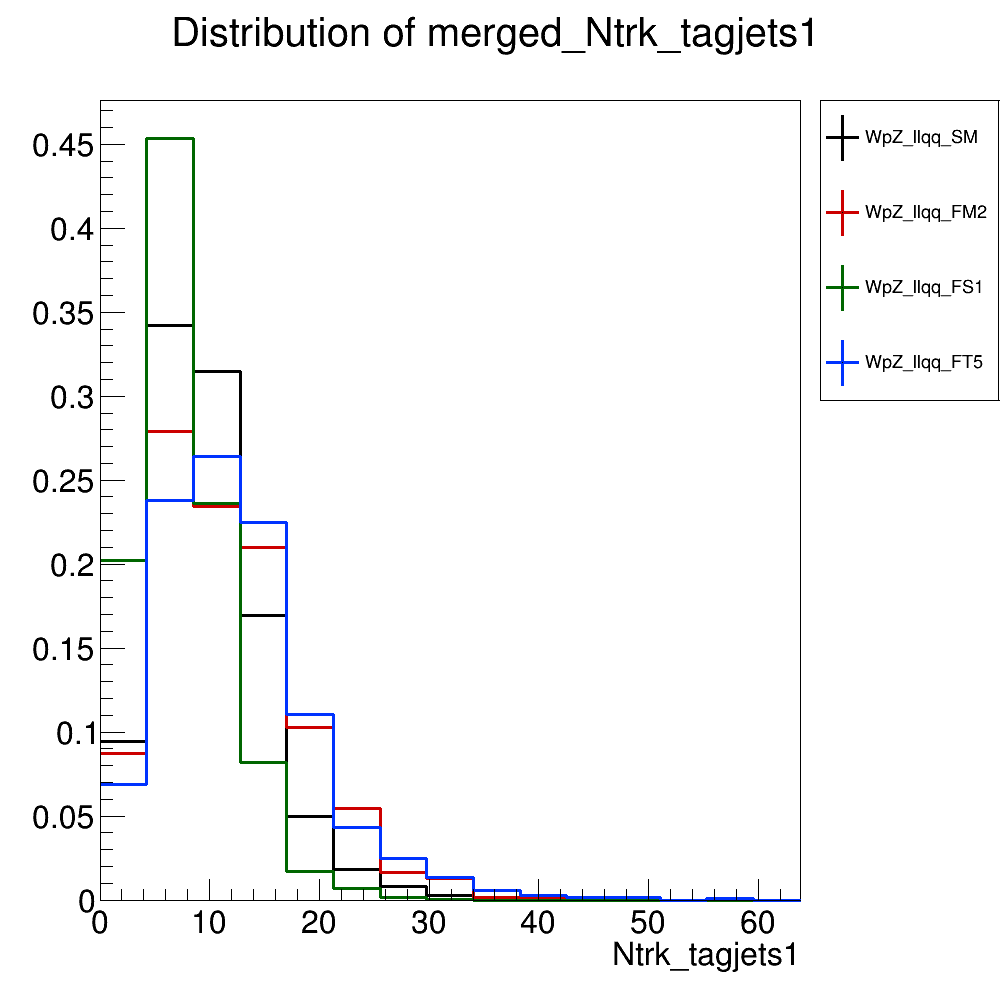 Distribution of merged_Ntrk_tagjets1
0.45
0.4
0.35
0.3
0.25
0.2
0.15
0.1
0.05
0
0 10 20 30 40 50 60
Ntrk_tagjets1
WpZ_llqq_SM
WpZ_llqq_FM2
WpZ_llqq_FS1
WpZ_llqq_FT5